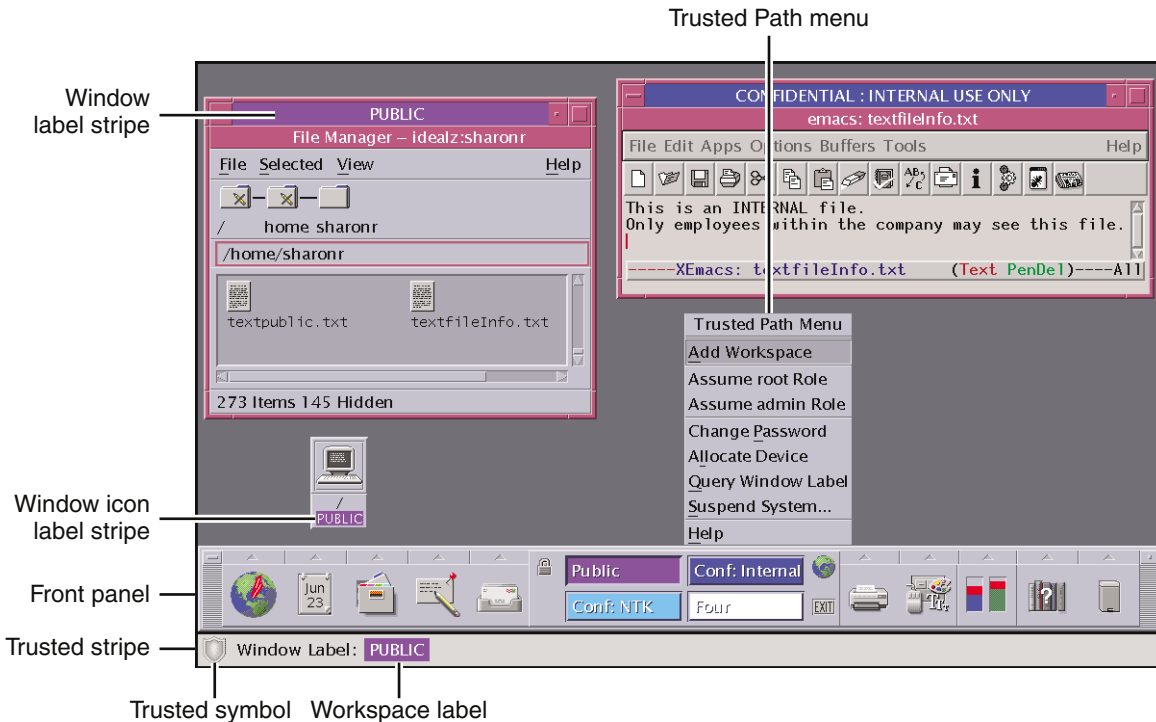 Trusted Path menu
Window
label stripe
PUBLIC
File Manager – idealz:sharonr
File Selected View Help
/ home sharonr
/home/sharonr
textpublic.txt textfileInfo.txt
273 Items 145 Hidden
CONFIDENTIAL : INTERNAL USE ONLY
emacs: textfileInfo.txt
File Edit Apps Options Buffers Tools Help
This is an INTERNAL file.
Only employees within the company may see this file.
-----XEmacs: textfileInfo.txt (Text PenDel)----All
Trusted Path Menu
Add Workspace
Assume root Role
Assume admin Role
Change Password
Allocate Device
Query Window Label
Suspend System...
Help
/
PUBLIC
Window icon
label stripe
Front panel
Jun
23
Public Conf: Internal
Conf: NTK Four
EXIT
Trusted stripe
Window Label: PUBLIC
Trusted symbol Workspace label